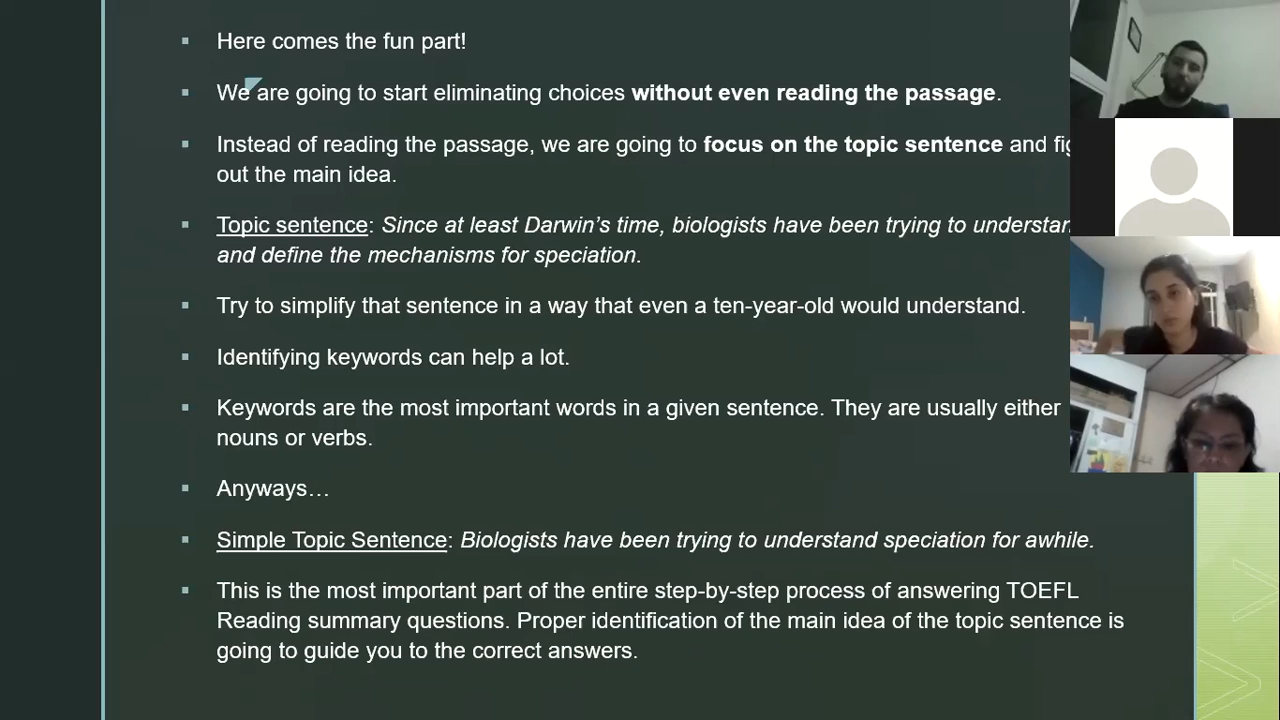 Here comes the fun part!
We are going to start eliminating choices without even reading the passage.
Instead of reading the passage, we are going to focus on the topic sentence and
out the main idea.
Topic sentence: Since at least Darwin's time, biologists have been trying to
and define the mechanisms for speciation.
Try to simplify that sentence in a way that even a ten-year-old would understand.
Identifying keywords can help a lot.
Keywords are the most important words in a given sentence. They are usually either
nouns or verbs.
Anyways…
Simple Topic Sentence: Biologists have been trying to understand speciation for awhile.
This is the most important part of the entire step-by-step process of answering TOEFL
Reading summary questions. Proper identification of the main idea of the topic sentence is
going to guide you to the correct answers.